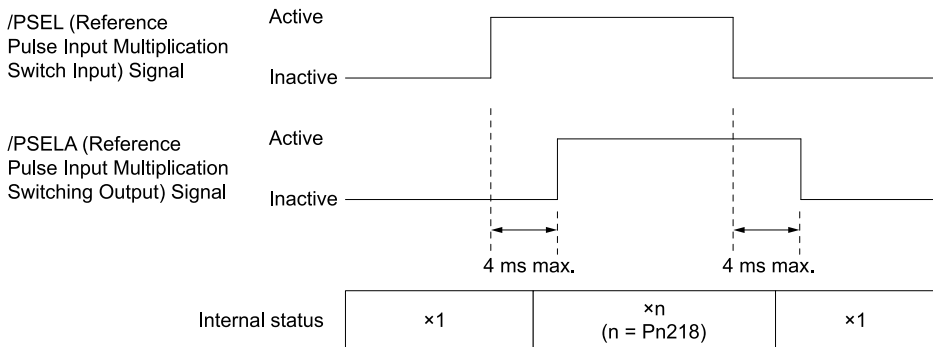 /PSEL (Reference
Pulse Input Multiplication
Switch Input) Signal
Active
Inactive
/PSELA (Reference
Pulse Input Multiplication
Switching Output) Signal
Active
Inactive
4 ms max.
4 ms max.
Internal status
×1
×n
(n = Pn218)
×1